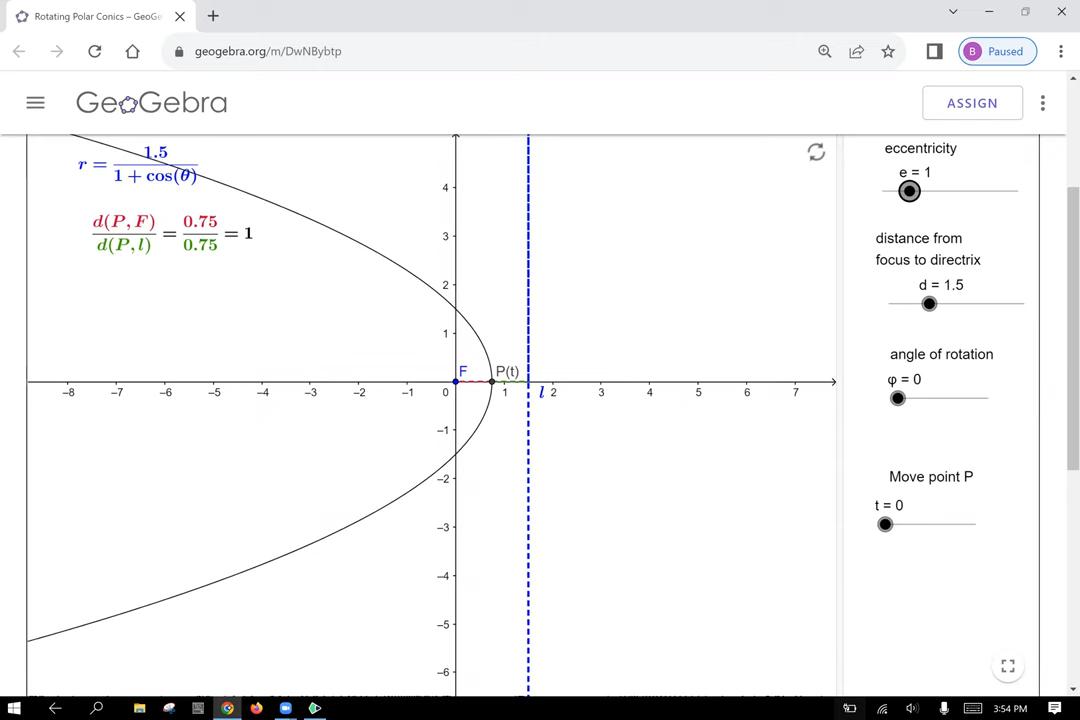 Rotating Polar Conics – GeoGe
geogebra.org/m/DwNBybtp
B Paused
GeoGebra
ASSIGN
r = 1.5 / 1 + cos(θ)
d(P, F) / d(P, l) = 0.75 / 0.75 = 1
eccentricity
e = 1
distance from
focus to directrix
d = 1.5
angle of rotation
φ = 0
Move point P
t = 0
4
3
2
1
F P(t)
−8 −7 −6 −5 −4 −3 −2 −1 0 1 l 2 3 4 5 6 7
−1
−2
−3
−4
−5
−6
3:54 PM